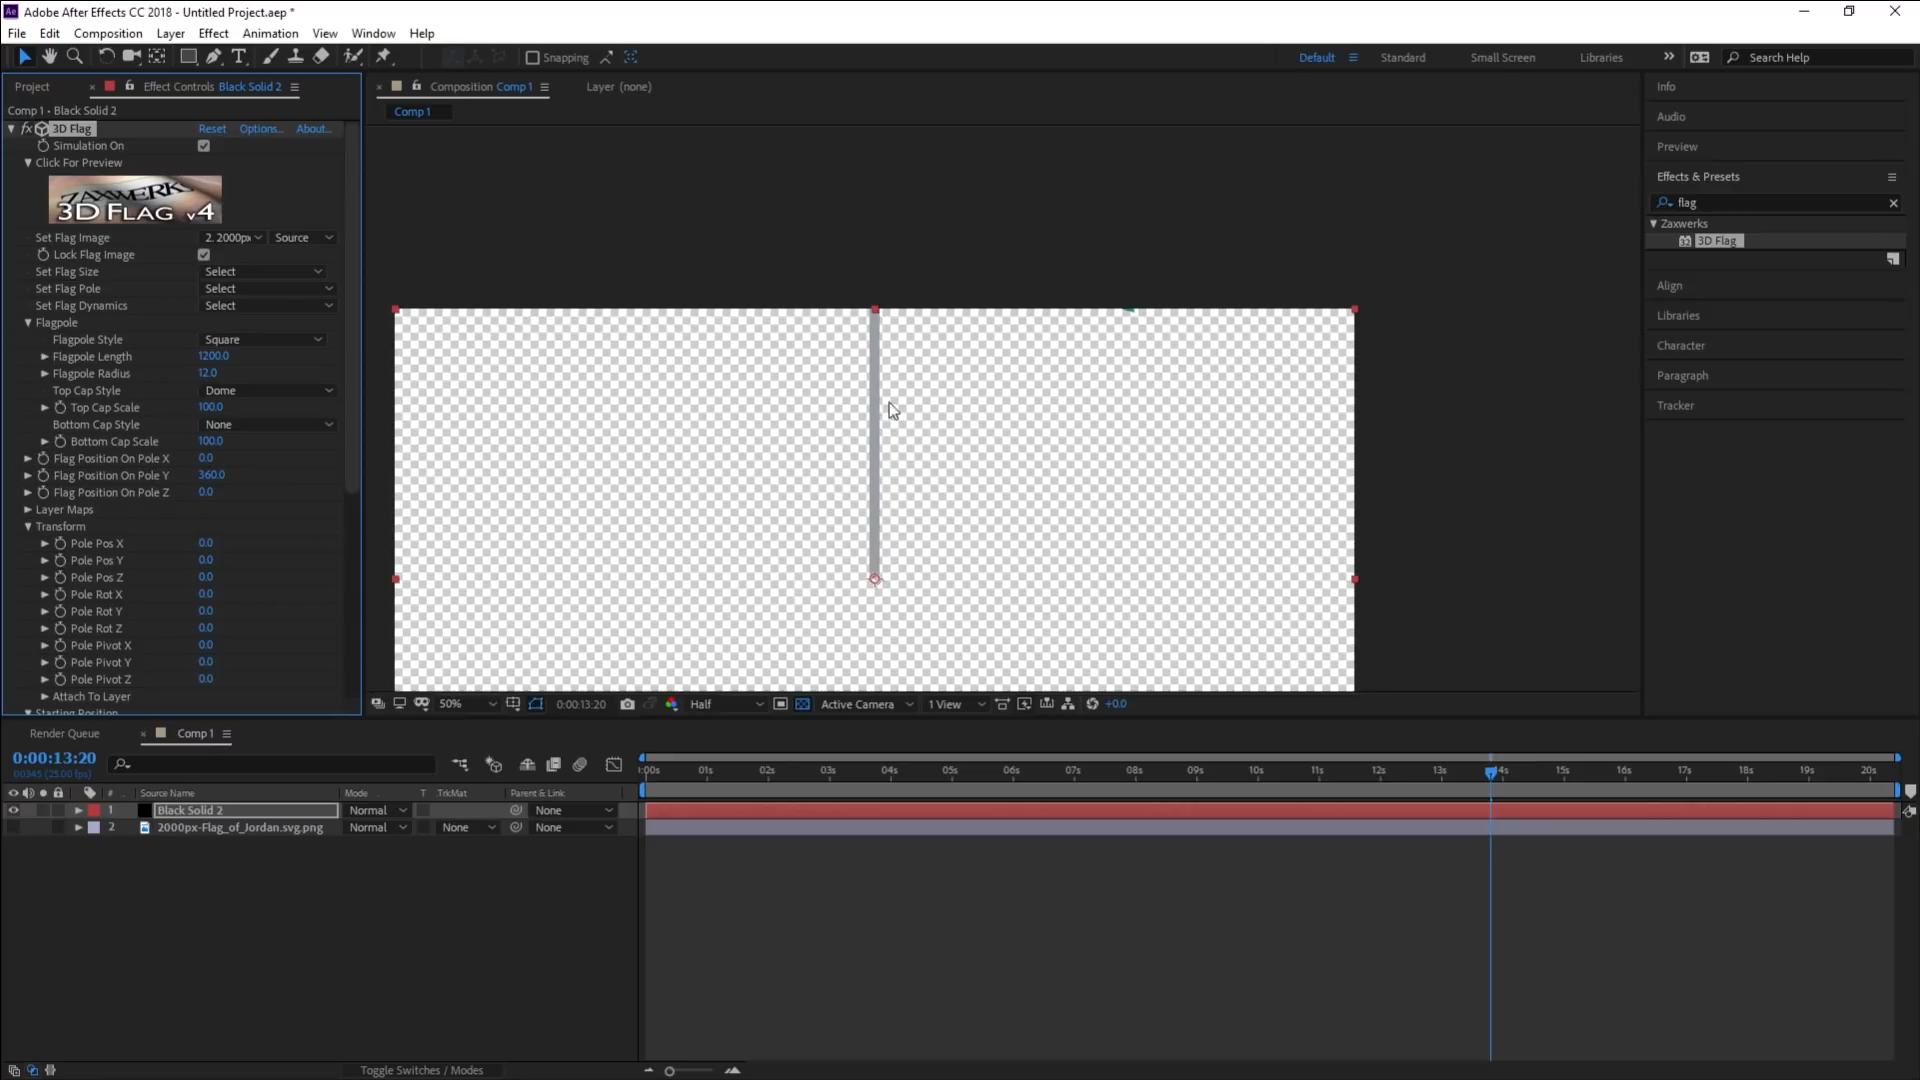 Ae Adobe After Effects CC 2018 - Untitled Project.aep *
File Edit Composition Layer Effect Animation View Window Help
Snapping Default Standard Small Screen Libraries Search Help
Project Effect Controls Black Solid 2
Composition Comp 1 Layer (none)
Info
Comp 1 • Black Solid 2
Comp 1
fx 3D Flag Reset Options... About...
Audio
Simulation On
Preview
Click For Preview
ZAXWERKS
3D FLAG v4
Effects & Presets
flag
Zaxwerks
3D Flag
Set Flag Image 2. 2000px Source
Lock Flag Image
Set Flag Size Select
Set Flag Pole Select
Set Flag Dynamics Select
Flagpole
Flagpole Style Square
Flagpole Length 1200.0
Flagpole Radius 12.0
Top Cap Style Dome
Top Cap Scale 100.0
Bottom Cap Style None
Bottom Cap Scale 100.0
Flag Position On Pole X 0.0
Flag Position On Pole Y 360.0
Flag Position On Pole Z 0.0
Layer Maps
Transform
Pole Pos X 0.0
Pole Pos Y 0.0
Pole Pos Z 0.0
Pole Rot X 0.0
Pole Rot Y 0.0
Pole Rot Z 0.0
Pole Pivot X 0.0
Pole Pivot Y 0.0
Pole Pivot Z 0.0
Attach To Layer
Starting Position
Align
Libraries
Character
Paragraph
Tracker
50% 0:00:13:20 Half Active Camera 1 View +0.0
Render Queue Comp 1
0:00:13:20
00345 (25.00 fps)
:00s 01s 02s 03s 04s 05s 06s 07s 08s 09s 10s 11s 12s 13s 4s 15s 16s 17s 18s 19s 20s
# Source Name Mode T TrkMat Parent & Link
1 Black Solid 2 Normal None
2 2000px-Flag_of_Jordan.svg.png Normal None None
Toggle Switches / Modes